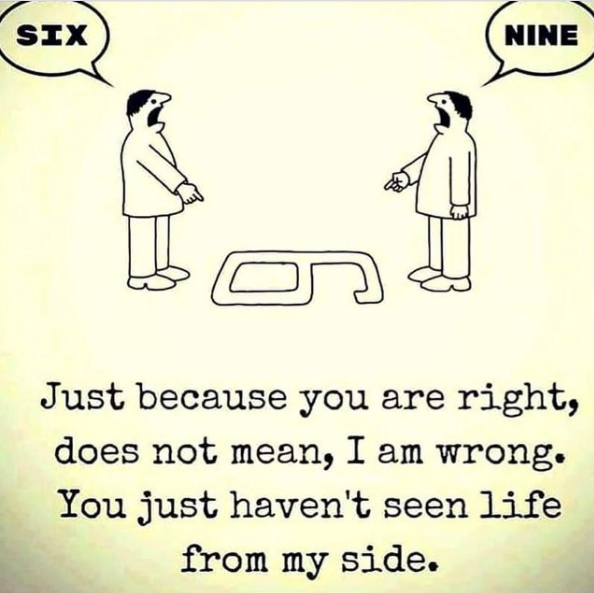 SIX
NINE
Just because you are right,
does not mean, I am wrong.
You just haven't seen life
from my side.